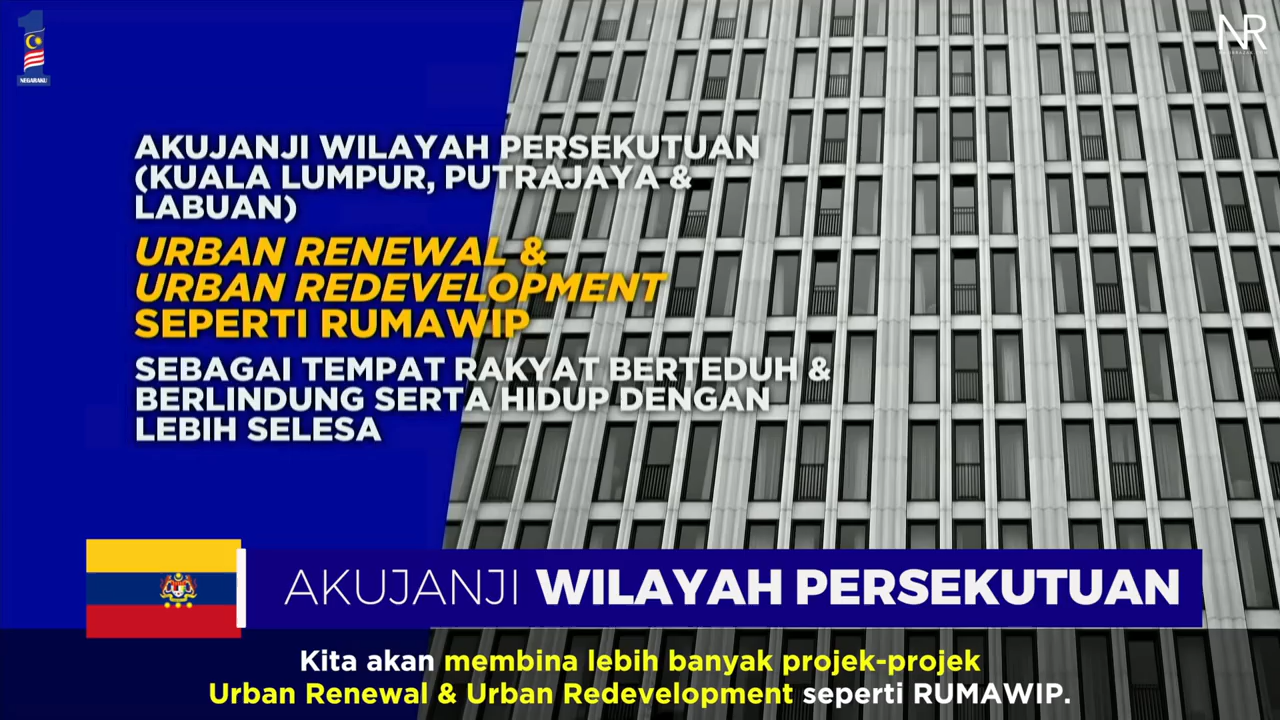 1
NEGARAKU
NR
AKUJANJI WILAYAH PERSEKUTUAN
(KUALA LUMPUR, PUTRAJAYA &
LABUAN)
URBAN RENEWAL &
URBAN REDEVELOPMENT
SEPERTI RUMAWIP
SEBAGAI TEMPAT RAKYAT BERTEDUH &
BERLINDUNG SERTA HIDUP DENGAN
LEBIH SELESA
AKUJANJI WILAYAH PERSEKUTUAN
Kita akan membina lebih banyak projek-projek
Urban Renewal & Urban Redevelopment seperti RUMAWIP.